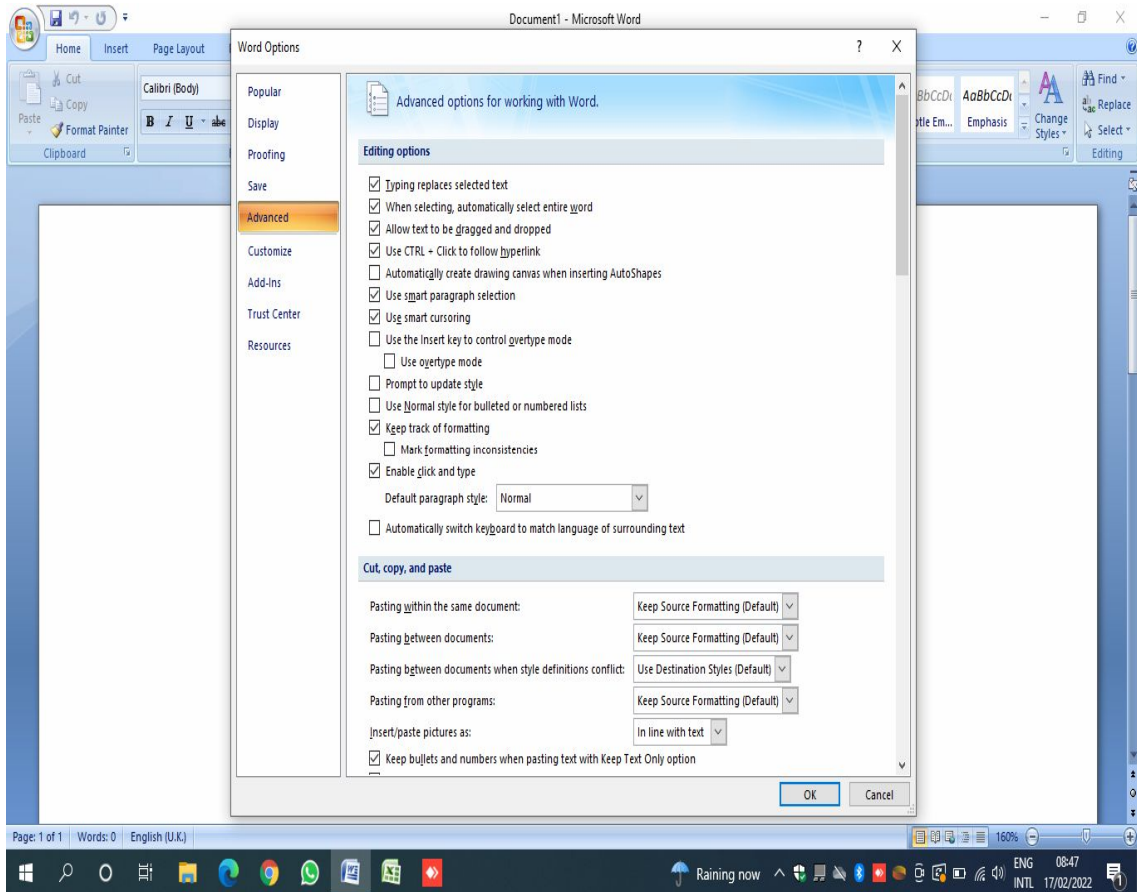 Document1 - Microsoft Word
Home Insert Page Layout
Word Options
Cut
Copy
Paste
Format Painter
Clipboard
Calibri (Body)
B I U abc
BbCcDc AaBbCcDc
tle Em... Emphasis
Change
Styles
Find
Replace
Select
Editing
Popular
Display
Proofing
Save
Advanced
Customize
Add-Ins
Trust Center
Resources
Advanced options for working with Word.
Editing options
Typing replaces selected text
When selecting, automatically select entire word
Allow text to be dragged and dropped
Use CTRL + Click to follow hyperlink
Automatically create drawing canvas when inserting AutoShapes
Use smart paragraph selection
Use smart cursoring
Use the Insert key to control overtype mode
Use overtype mode
Prompt to update style
Use Normal style for bulleted or numbered lists
Keep track of formatting
Mark formatting inconsistencies
Enable click and type
Default paragraph style: Normal
Automatically switch keyboard to match language of surrounding text
Cut, copy, and paste
Pasting within the same document: Keep Source Formatting (Default)
Pasting between documents: Keep Source Formatting (Default)
Pasting between documents when style definitions conflict: Use Destination Styles (Default)
Pasting from other programs: Keep Source Formatting (Default)
Insert/paste pictures as: In line with text
Keep bullets and numbers when pasting text with Keep Text Only option
OK Cancel
Page: 1 of 1 Words: 0 English (U.K.) 160%
Raining now
ENG
INTL
08:47
17/02/2022